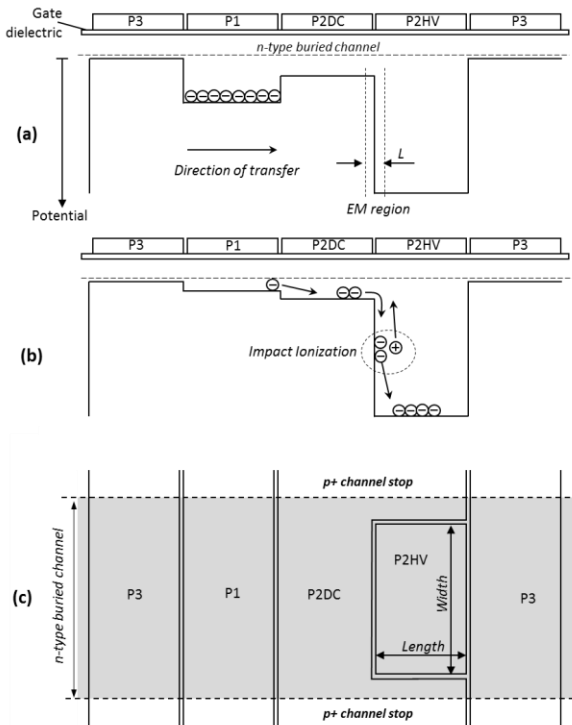 Gate
dielectric
P3 P1 P2DC P2HV P3
n-type buried channel
(a)
Direction of transfer
L
EM region
Potential
P3 P1 P2DC P2HV P3
(b)
Impact Ionization
p+ channel stop
n-type buried channel
(c)
P3 P1 P2DC P2HV P3
Width
Length
p+ channel stop